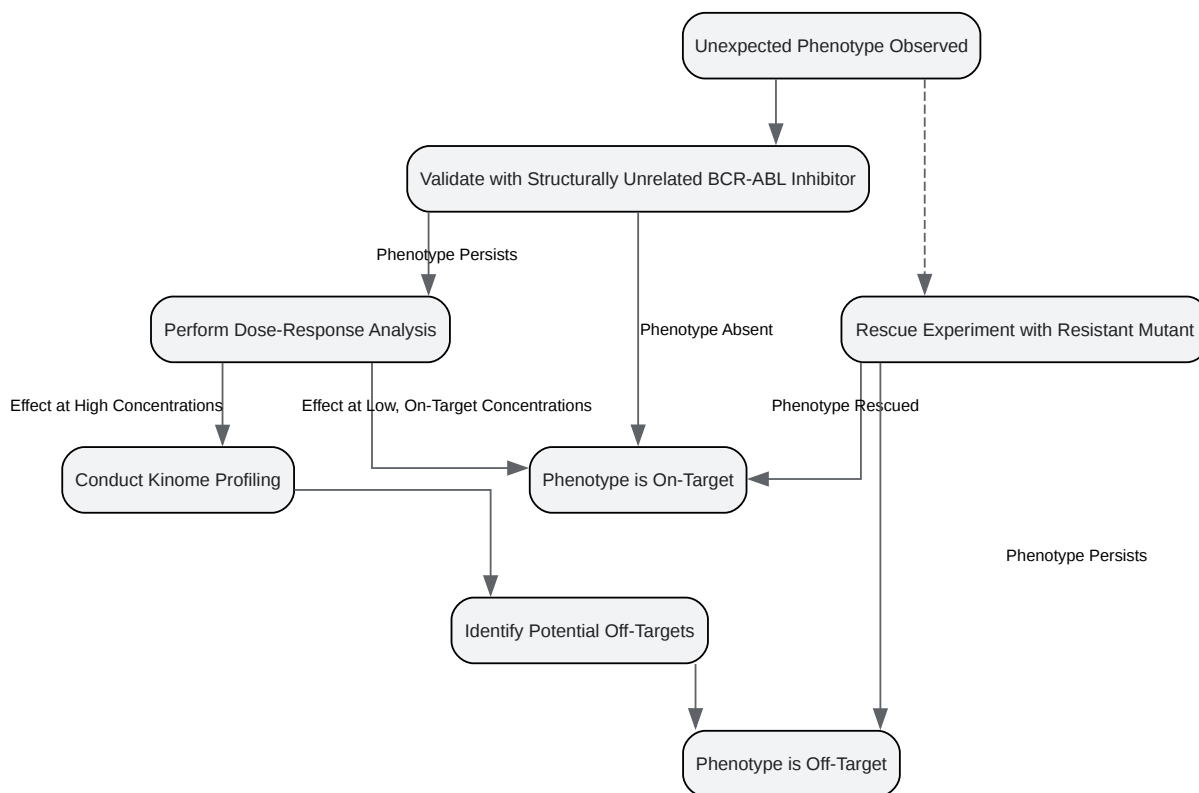 Unexpected Phenotype Observed
Validate with Structurally Unrelated BCR-ABL Inhibitor
Phenotype Persists
Perform Dose-Response Analysis
Phenotype Absent
Rescue Experiment with Resistant Mutant
Effect at High Concentrations
Effect at Low, On-Target Concentrations
Phenotype Rescued
Conduct Kinome Profiling
Phenotype is On-Target
Phenotype Persists
Identify Potential Off-Targets
Phenotype is Off-Target